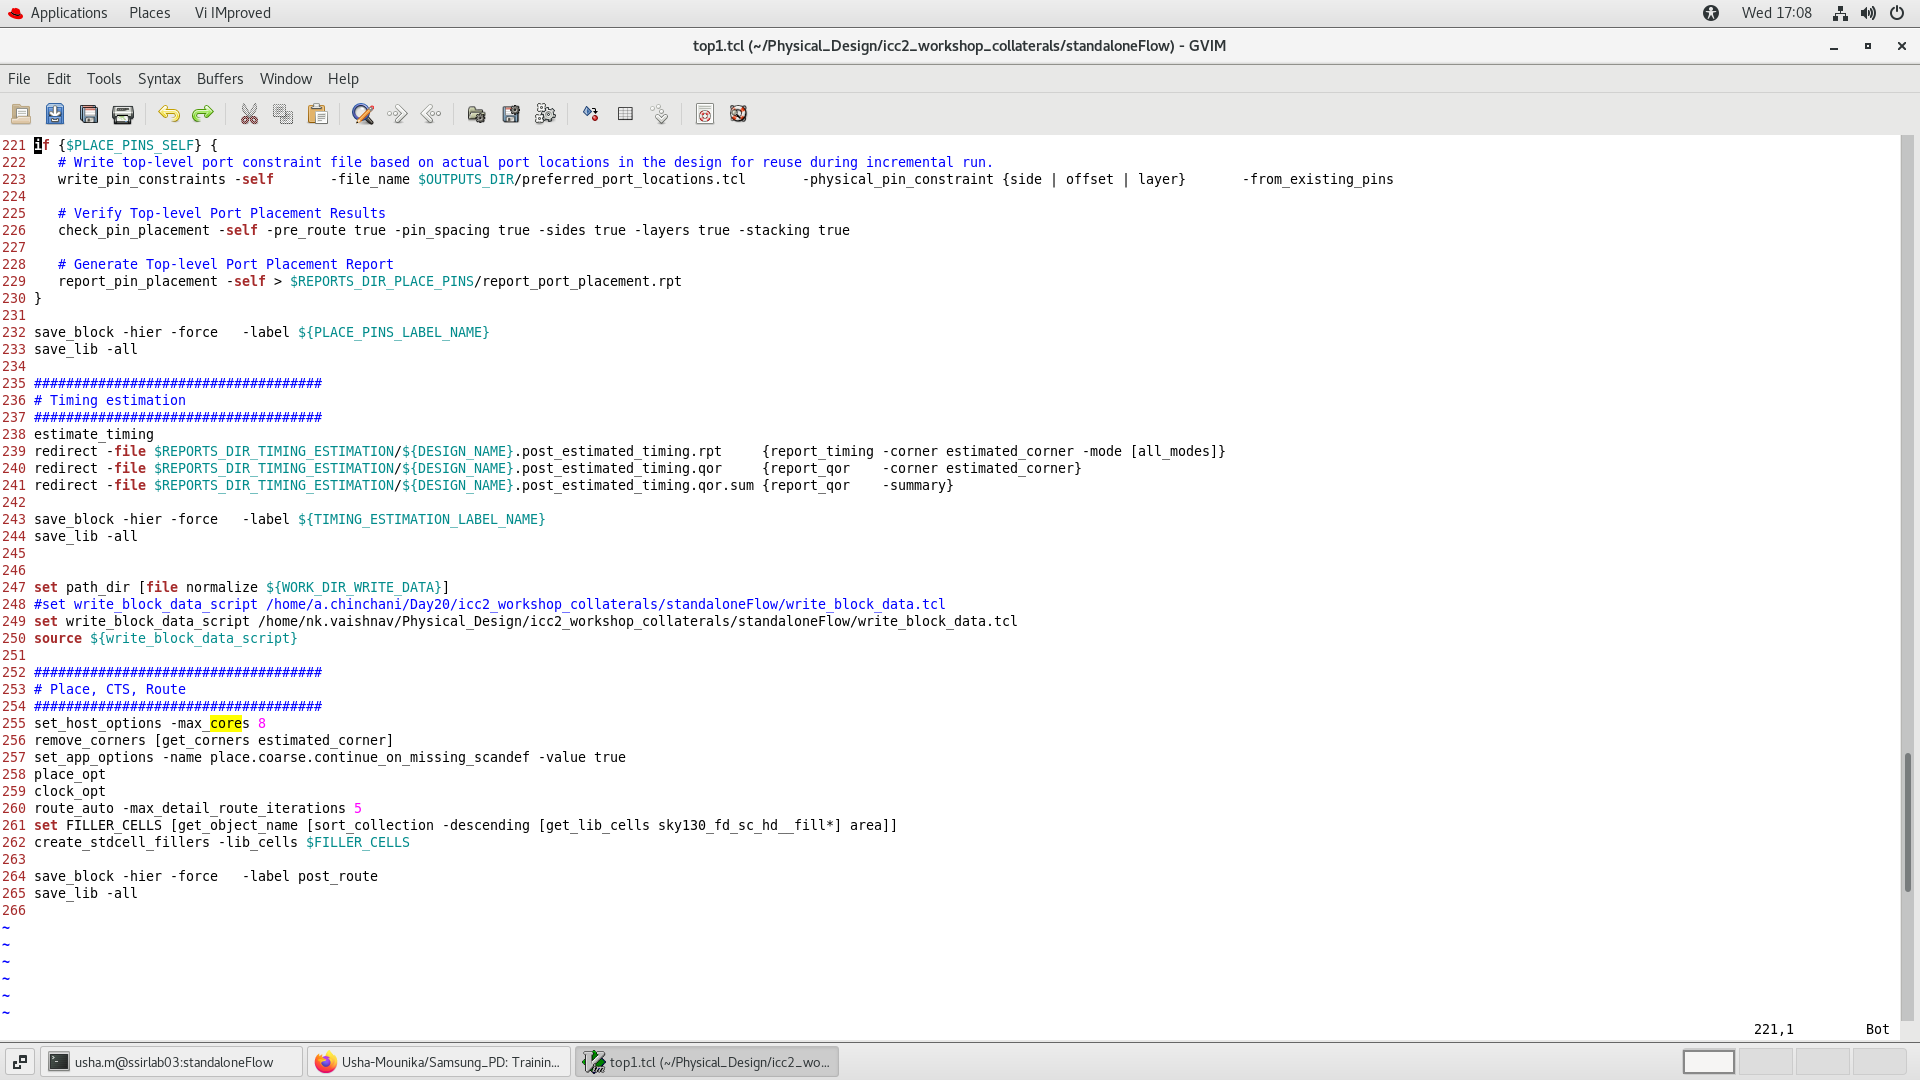 Applications Places Vi IMproved Wed 17:08
top1.tcl (~/Physical_Design/icc2_workshop_collaterals/standaloneFlow) - GVIM
File Edit Tools Syntax Buffers Window Help
221 if {$PLACE_PINS_SELF} {
222    # Write top-level port constraint file based on actual port locations in the design for reuse during incremental run.
223    write_pin_constraints -self       -file_name $OUTPUTS_DIR/preferred_port_locations.tcl       -physical_pin_constraint {side | offset | layer}       -from_existing_pins
224
225    # Verify Top-level Port Placement Results
226    check_pin_placement -self -pre_route true -pin_spacing true -sides true -layers true -stacking true
227
228    # Generate Top-level Port Placement Report
229    report_pin_placement -self > $REPORTS_DIR_PLACE_PINS/report_port_placement.rpt
230 }
231
232 save_block -hier -force   -label ${PLACE_PINS_LABEL_NAME}
233 save_lib -all
234
235 ####################################
236 # Timing estimation
237 ####################################
238 estimate_timing
239 redirect -file $REPORTS_DIR_TIMING_ESTIMATION/${DESIGN_NAME}.post_estimated_timing.rpt     {report_timing -corner estimated_corner -mode [all_modes]}
240 redirect -file $REPORTS_DIR_TIMING_ESTIMATION/${DESIGN_NAME}.post_estimated_timing.qor     {report_qor    -corner estimated_corner}
241 redirect -file $REPORTS_DIR_TIMING_ESTIMATION/${DESIGN_NAME}.post_estimated_timing.qor.sum {report_qor    -summary}
242
243 save_block -hier -force   -label ${TIMING_ESTIMATION_LABEL_NAME}
244 save_lib -all
245
246
247 set path_dir [file normalize ${WORK_DIR_WRITE_DATA}]
248 #set write_block_data_script /home/a.chinchani/Day20/icc2_workshop_collaterals/standaloneFlow/write_block_data.tcl
249 set write_block_data_script /home/nk.vaishnav/Physical_Design/icc2_workshop_collaterals/standaloneFlow/write_block_data.tcl
250 source ${write_block_data_script}
251
252 ####################################
253 # Place, CTS, Route
254 ####################################
255 set_host_options -max_cores 8
256 remove_corners [get_corners estimated_corner]
257 set_app_options -name place.coarse.continue_on_missing_scandef -value true
258 place_opt
259 clock_opt
260 route_auto -max_detail_route_iterations 5
261 set FILLER_CELLS [get_object_name [sort_collection -descending [get_lib_cells sky130_fd_sc_hd__fill*] area]]
262 create_stdcell_fillers -lib_cells $FILLER_CELLS
263
264 save_block -hier -force   -label post_route
265 save_lib -all
266
~
~
~
~
~
~
221,1 Bot
usha.m@ssirlab03:standaloneFlow Usha-Mounika/Samsung_PD: Trainin... top1.tcl (~/Physical_Design/icc2_wo...